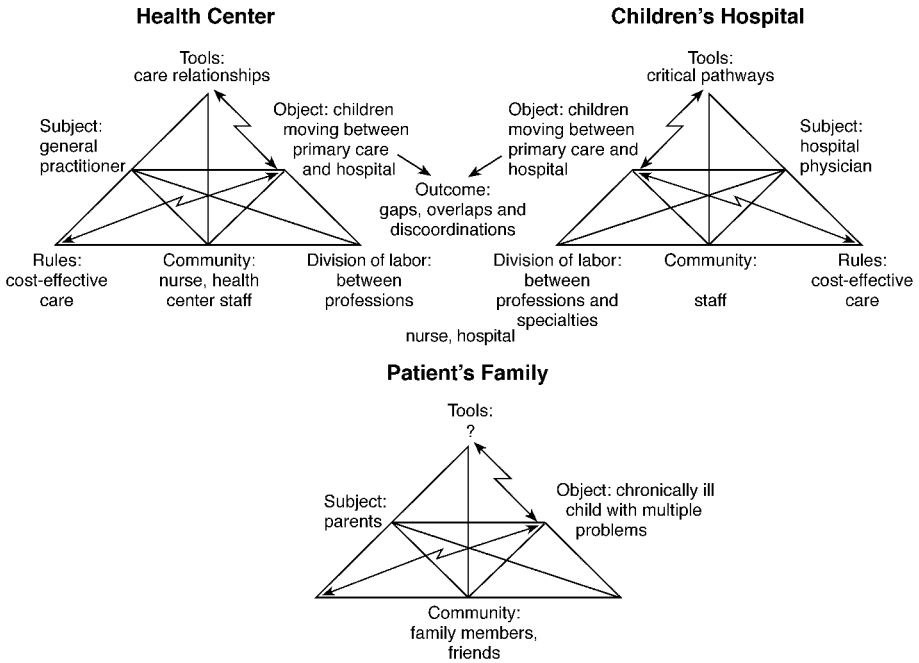 Health Center
Tools:
care relationships
Subject:
general
practitioner
Object: children
moving between
primary care
and hospital
Rules:
cost-effective
care
Community:
nurse, health
center staff
Division of labor:
between
professions
Outcome:
gaps, overlaps and
discoordinations
Children’s Hospital
Tools:
critical pathways
Object: children
moving between
primary care and
hospital
Subject:
hospital
physician
Division of labor:
between
professions and
specialties
Community:
staff
Rules:
cost-effective
care
nurse, hospital
Patient’s Family
Tools:
?
Subject:
parents
Object: chronically ill
child with multiple
problems
Community:
family members,
friends